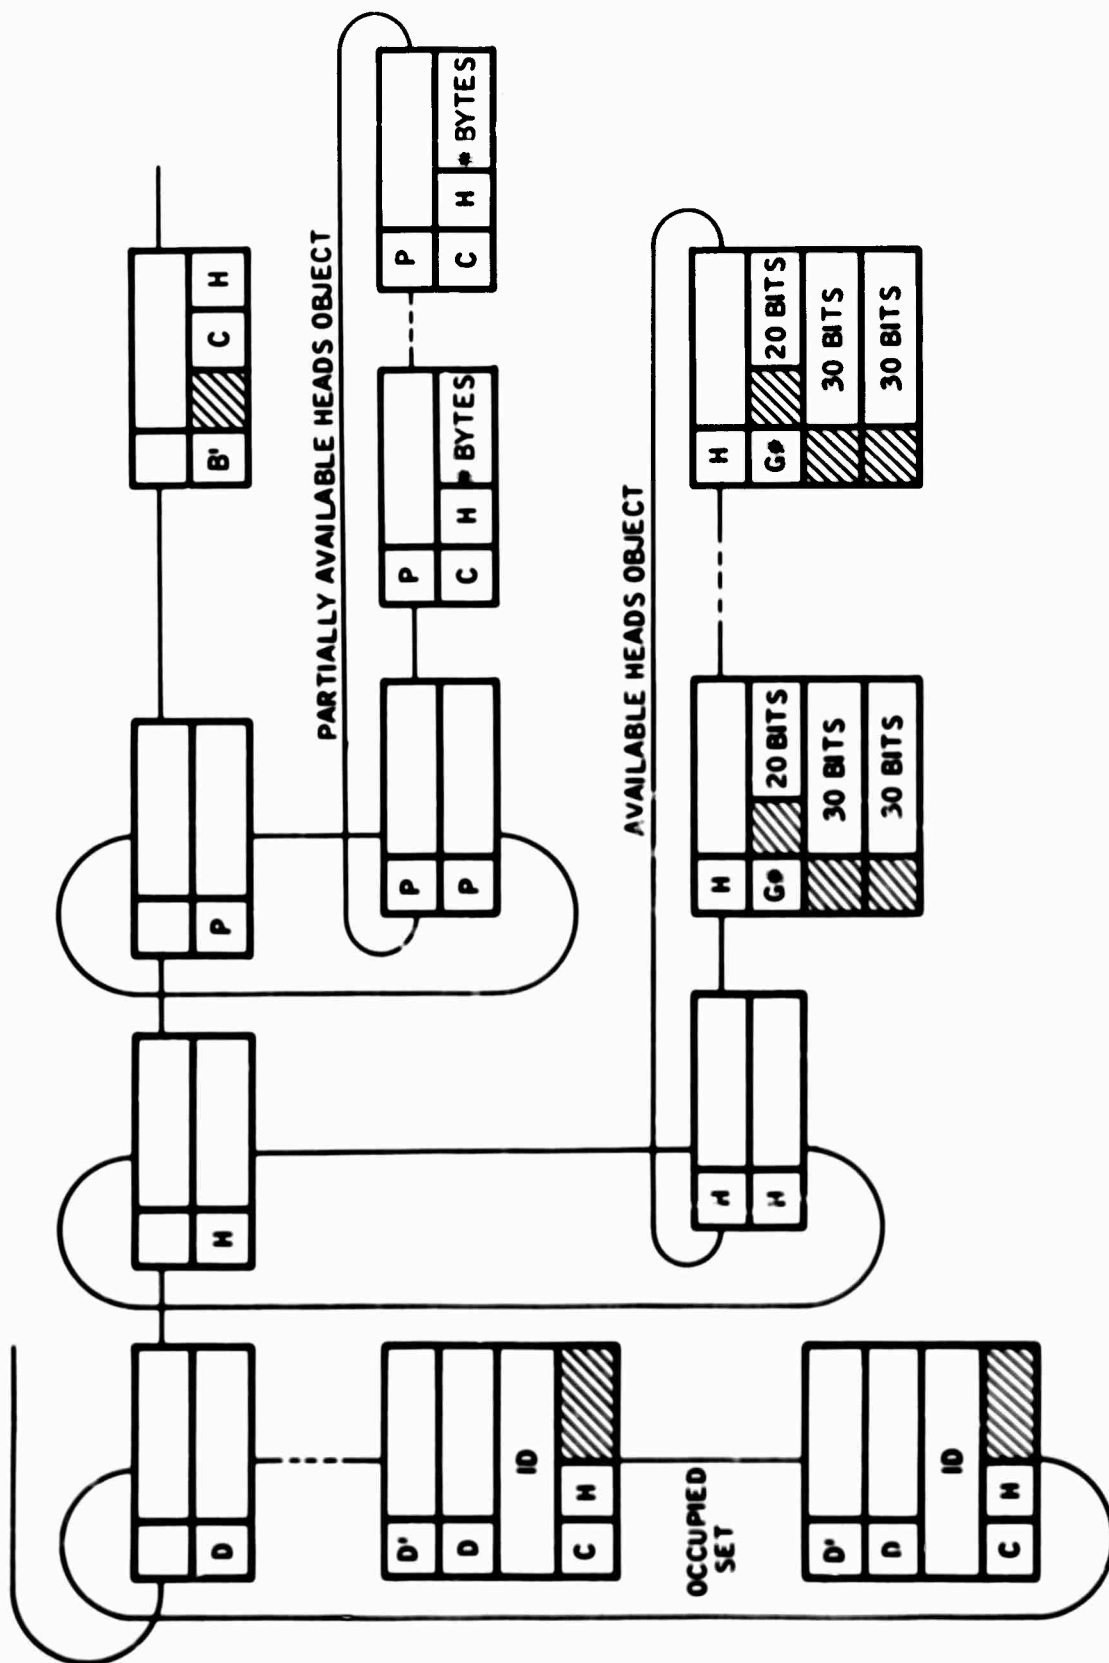 D H P B' C H
PARTIALLY AVAILABLE HEADS OBJECT
D' P P P
D P C H # BYTES C H # BYTES
ID
C H
AVAILABLE HEADS OBJECT
OCCUPIED
SET
H H H
H G# 20 BITS G# 20 BITS
D' 30 BITS 30 BITS
D 30 BITS 30 BITS
ID
C H